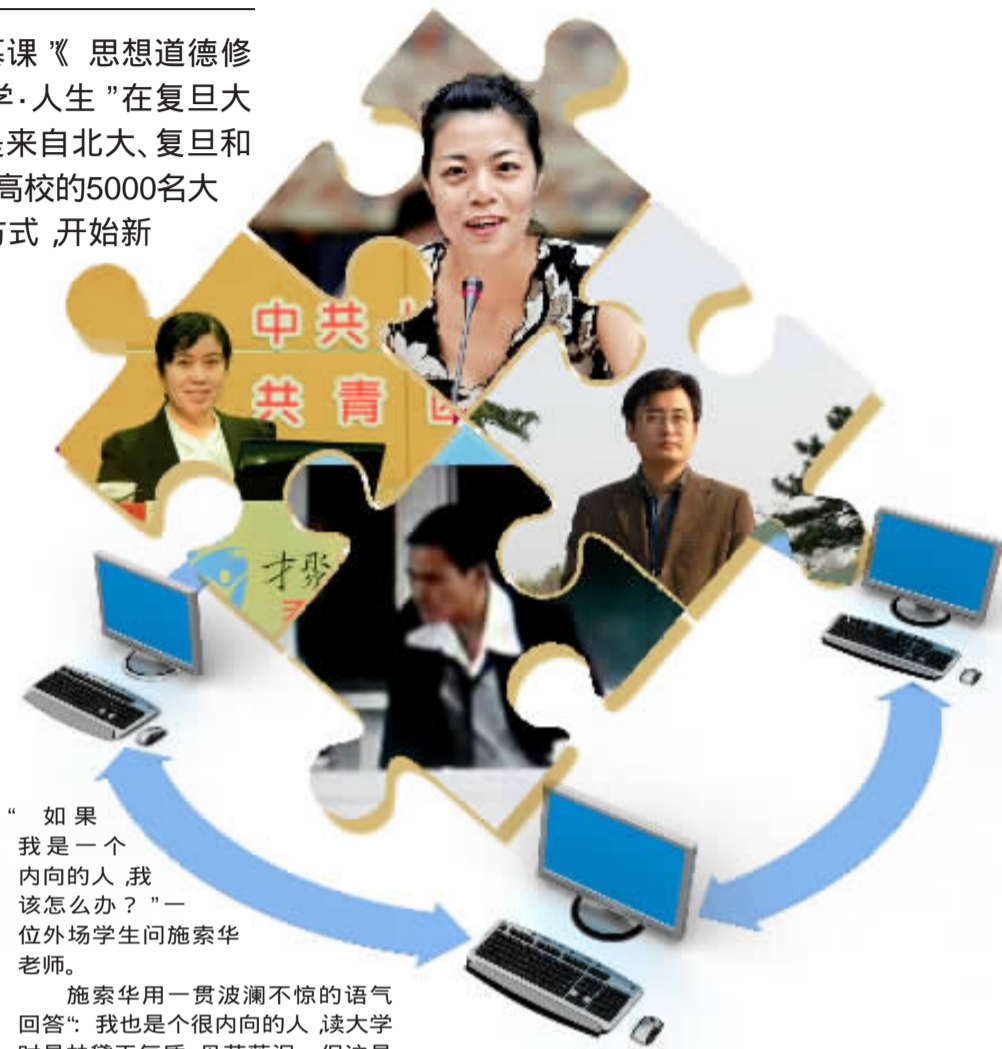 课”《 思想道德修
学·人生 ”在复旦大
来自北大、复旦和
高校的5000名大
方式 ,开始新
中 共
共 青 团
才聚
“ 如 果
我 是 一 个
内向的人 ,我
该怎么办？ ”一
位外场学生问施索华
老师。
施索华用一贯波澜不惊的语气
回答“：我也是个很内向的人 ,读大学